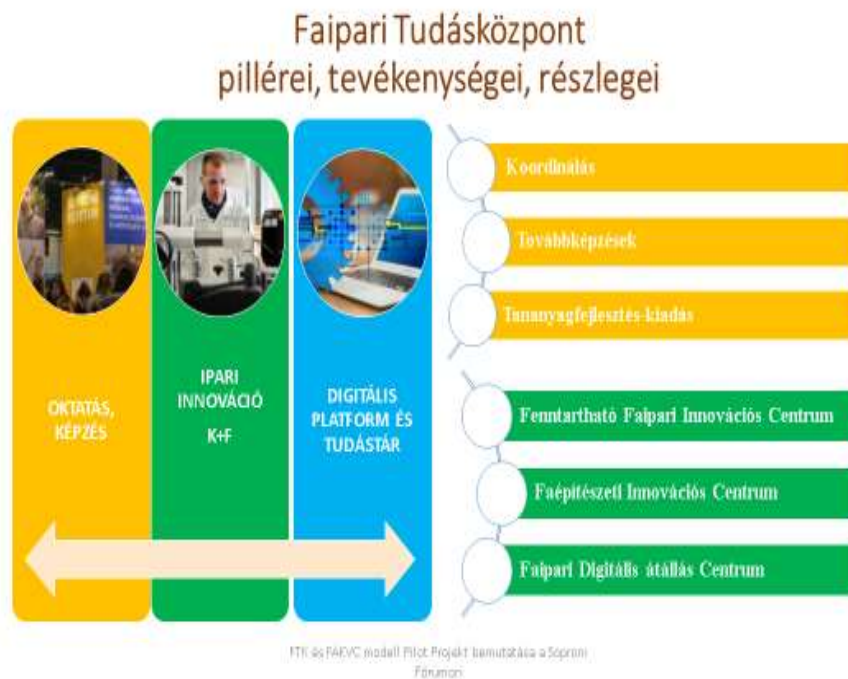 Faipari Tudásközpont
pillérei, tevékenységei, részlegei
OKTATÁS,
KÉPZÉS
IPARI
INNOVÁCIÓ
K+F
DIGITÁLIS
PLATFORM ÉS
TUDÁSTÁR
Koordinálás
Továbbképzések
Tananyagfejlesztés-kiadás
Fenntartható Faipari Innovációs Centrum
Faépítészeti Innovációs Centrum
Faipari Digitális átállás Centrum
FTK és FAKVC modell Pilot Projekt bemutatása a Soproni
Fórumon